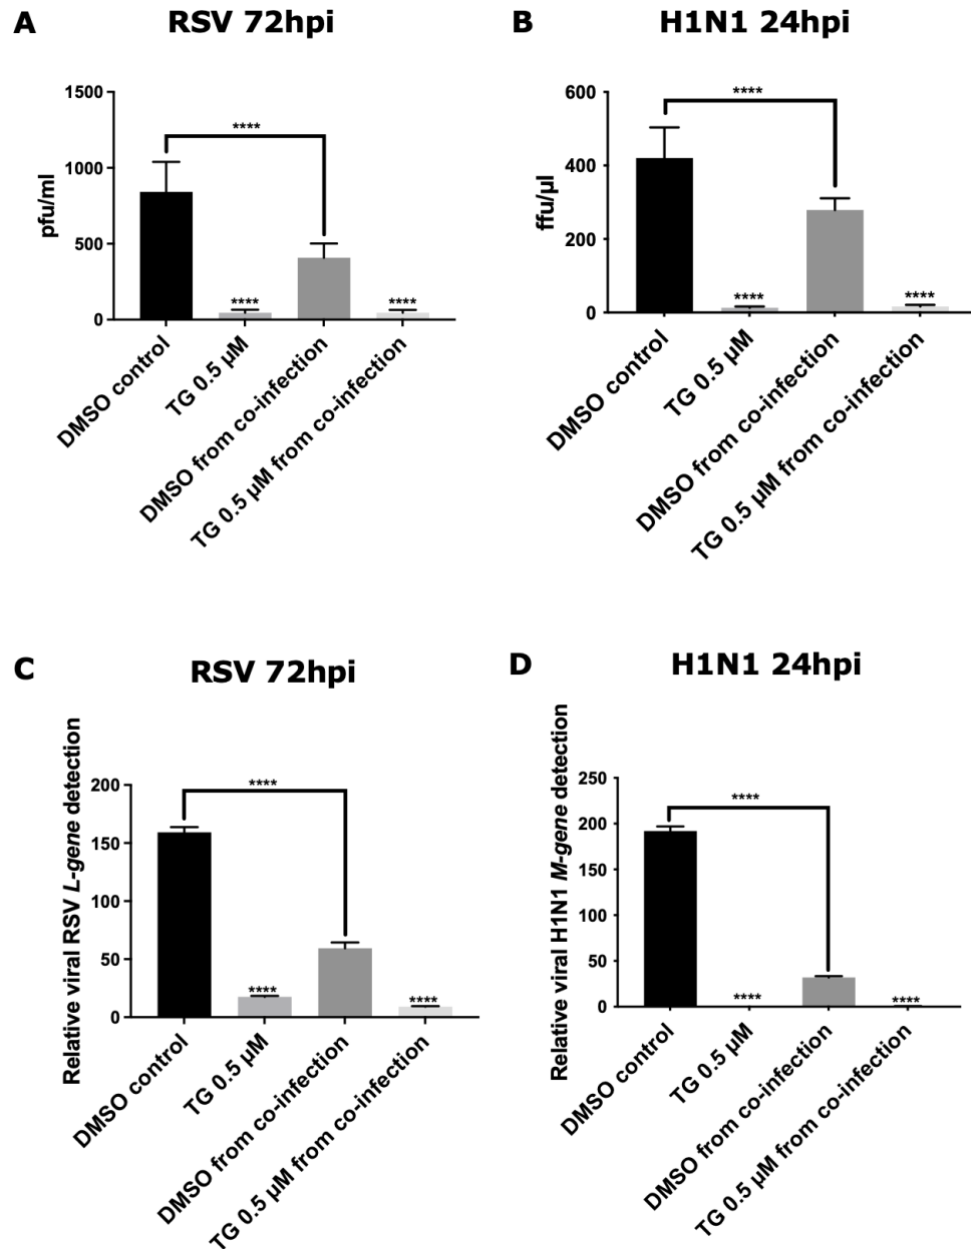 A
RSV 72hpi
pfu/ml
1500
1000
500
0
****
****
****
DMSO control
TG 0.5 µM
DMSO from co-infection
TG 0.5 µM from co-infection
B
H1N1 24hpi
ffu/µl
600
400
200
0
****
****
****
DMSO control
TG 0.5 µM
DMSO from co-infection
TG 0.5 µM from co-infection
C
RSV 72hpi
Relative viral RSV L-gene detection
200
150
100
50
0
****
****
****
DMSO control
TG 0.5 µM
DMSO from co-infection
TG 0.5 µM from co-infection
D
H1N1 24hpi
Relative viral H1N1 M-gene detection
250
200
150
100
50
0
****
****
****
DMSO control
TG 0.5 µM
DMSO from co-infection
TG 0.5 µM from co-infection